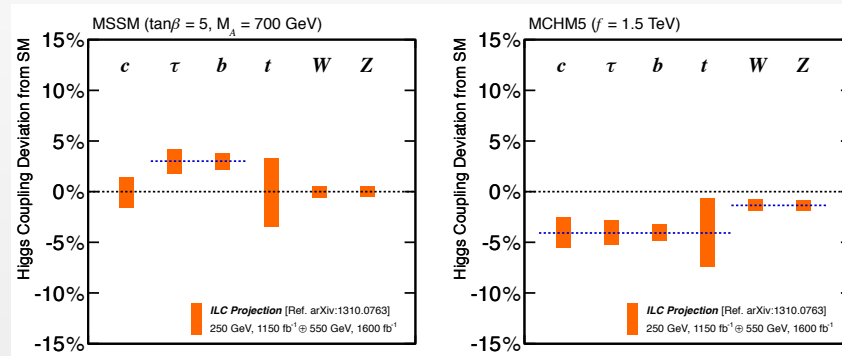 MSSM (tanβ = 5, M_A = 700 GeV)
Higgs Coupling Deviation from SM
15%
10%
5%
0%
-5%
-10%
-15%
c τ b t W Z
ILC Projection [Ref. arXiv:1310.0763]
250 GeV, 1150 fb⁻¹ ⊕ 550 GeV, 1600 fb⁻¹
MCHM5 (f = 1.5 TeV)
Higgs Coupling Deviation from SM
15%
10%
5%
0%
-5%
-10%
-15%
c τ b t W Z
ILC Projection [Ref. arXiv:1310.0763]
250 GeV, 1150 fb⁻¹ ⊕ 550 GeV, 1600 fb⁻¹